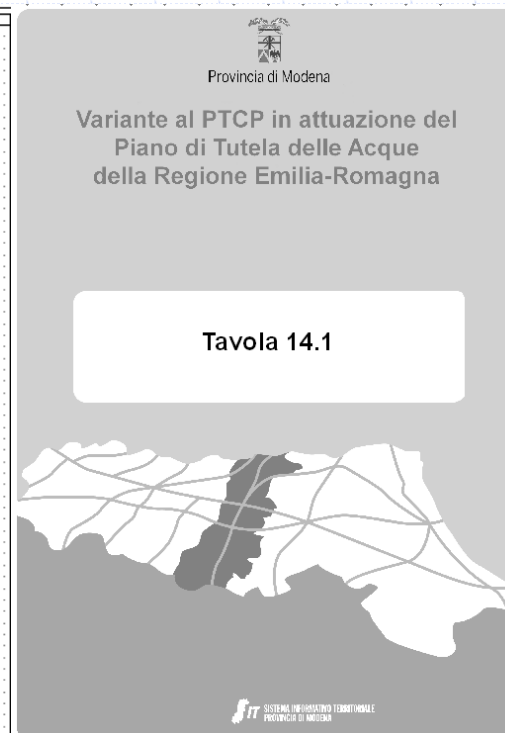 Provincia di Modena
Variante al PTCP in attuazione del
Piano di Tutela delle Acque
della Regione Emilia-Romagna
Tavola 14.1
SIT SISTEMA INFORMATIVO TERRITORIALE
PROVINCIA DI MODENA